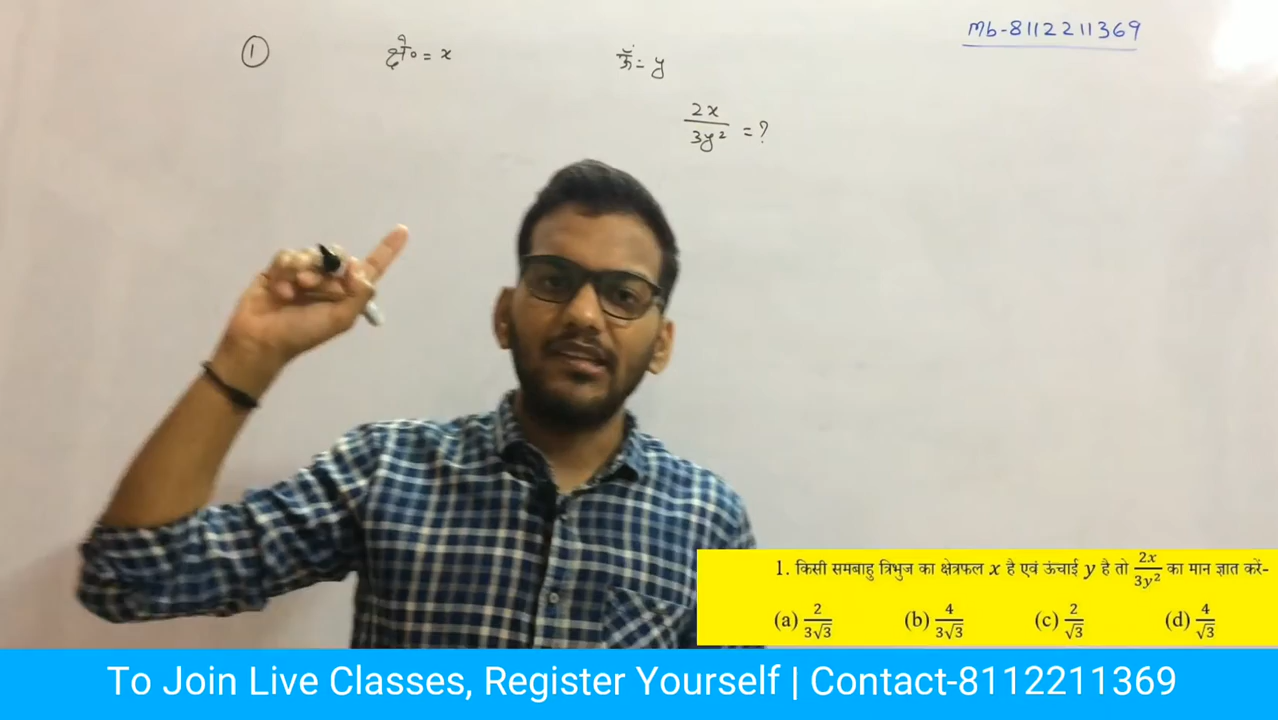 ① क्षे० = x ऊँ = y Mb-8112211369
2x/3y² = ?
1. किसी समबाहु त्रिभुज का क्षेत्रफल x है एवं ऊंचाई y है तो 2x/3y² का मान ज्ञात करें-
(a) 2/3√3 (b) 4/3√3 (c) 2/√3 (d) 4/√3
To Join Live Classes, Register Yourself | Contact-8112211369